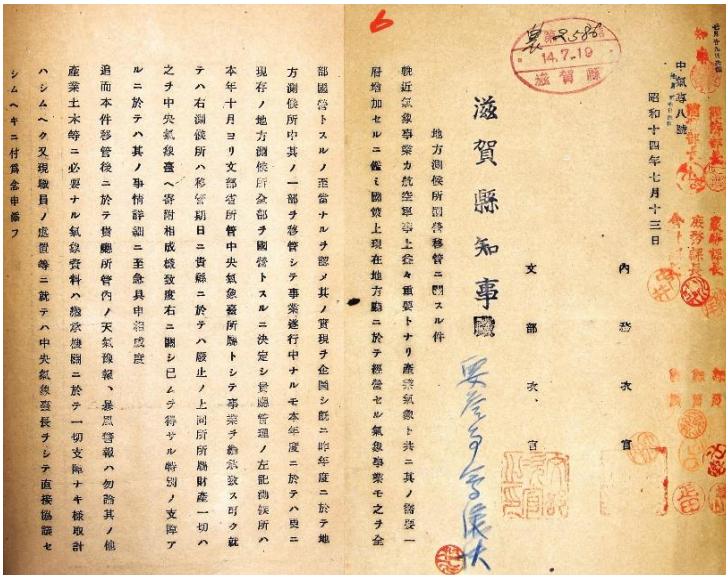 中氣専八號
昭和十四年七月十三日
內務次官
文部次官
第2586號
14.7.19
滋賀縣
滋賀縣知事殿
地方測候所國營移管ニ關スル件
輓近氣象事業カ航空軍事上益々重要トナリ產業氣象ト共ニ其ノ需要一
層增加セルニ鑑ミ國策上現在地方廳ニ於テ經營セル氣象事業モ之ヲ全
部國營トスルノ至當ナルヲ認メ其ノ實現ヲ企圖シ既ニ昨年度ニ於テ地
方測候所中其ノ一部ヲ移管シテ事業遂行中ナルモ本年度ニ於テハ更ニ
現存ノ地方測候所全部ヲ國營トスルニ決定シ貴廳管理ノ左記測候所ハ
本年十月ヨリ文部省所管中央氣象臺所屬トシテ事業ヲ繼承致ス可ク就
テハ右測候所ハ移管期日ニ貴縣ニ於テハ廢止ノ上同所所屬財產一切ハ
之ヲ中央氣象臺ヘ寄附相成樣致度右ニ關シ已ムヲ得サル特別ノ支障ア
ルニ於テハ其ノ事情詳細ニ至急具申相成度
追而本件移管後ニ於テ貴廳所管內ノ天氣豫報、暴風警報ハ勿論其ノ他
產業土木等ニ必要ナル氣象資料ハ繼承機關ニ於テ一切支障ナキ樣取計
ハシムヘク又現職員ノ處置等ニ就テハ中央氣象臺長ヲシテ直接協議セ
シムヘキニ付爲念申添フ